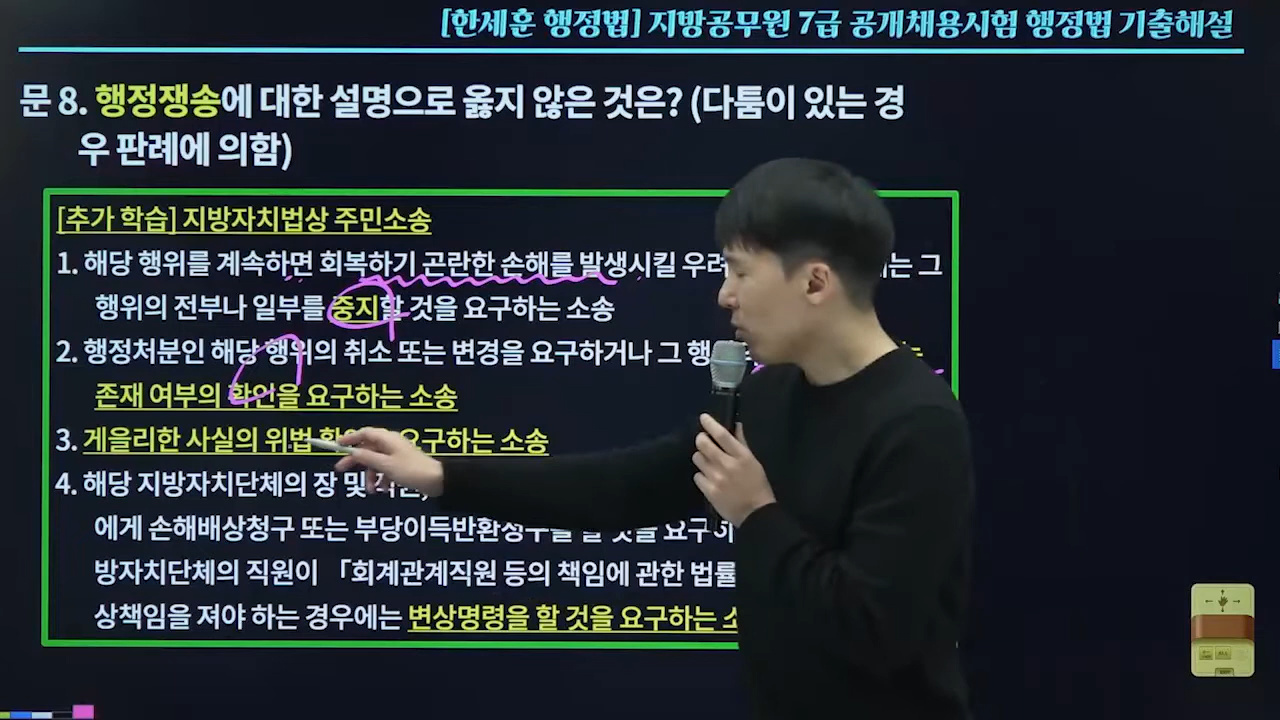 [한세훈 행정법] 지방공무원 7급 공개채용시험 행정법 기출해설
문 8. 행정쟁송에 대한 설명으로 옳지 않은 것은? (다툼이 있는 경
우 판례에 의함)
[추가 학습] 지방자치법상 주민소송
1. 해당 행위를 계속하면 회복하기 곤란한 손해를 발생시킬 그
행위의 전부나 일부를 중지할 것을 요구하는 소송
2. 행정처분인 해당 행위의 취소 또는 변경을 요구하거나 그
존재 여부의 확인을 요구하는 소송
3. 게을리한 사실의 위법 요구하는 소송
4. 해당 지방자치단체의 장 및
에게 손해배상청구 또는 부당이득반환청구를 할 것을
방자치단체의 직원이 「회계관계직원 등의 책임에 관한 법률
상책임을 져야 하는 경우에는 변상명령을 할 것을 요구하는